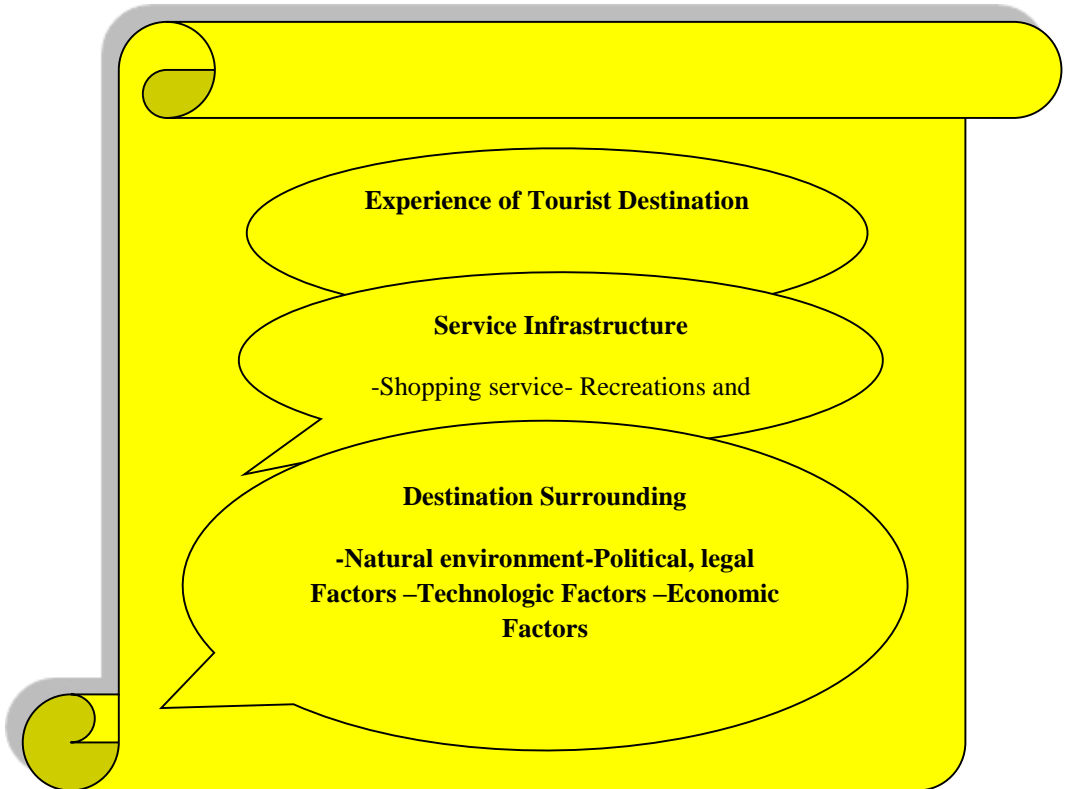 Experience of Tourist Destination
Service Infrastructure
-Shopping service- Recreations and
Destination Surrounding
-Natural environment-Political, legal
Factors –Technologic Factors –Economic
Factors